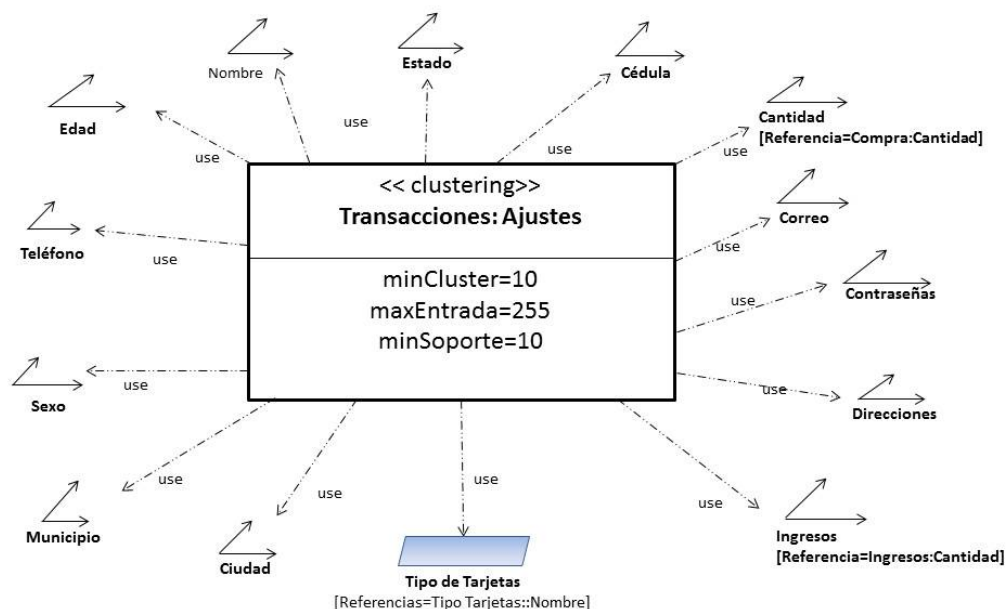 Nombre
Estado
Cédula
Edad
Cantidad
[Referencia=Compra:Cantidad]
use
use
use
use
use
<< clustering>>
Transacciones: Ajustes
Correo
Teléfono
use
use
minCluster=10
maxEntrada=255
minSoporte=10
Contraseñas
use
Sexo
use
use
Direcciones
use
use
use
use
Municipio
Ciudad
Ingresos
[Referencia=Ingresos:Cantidad]
Tipo de Tarjetas
[Referencias=Tipo Tarjetas::Nombre]